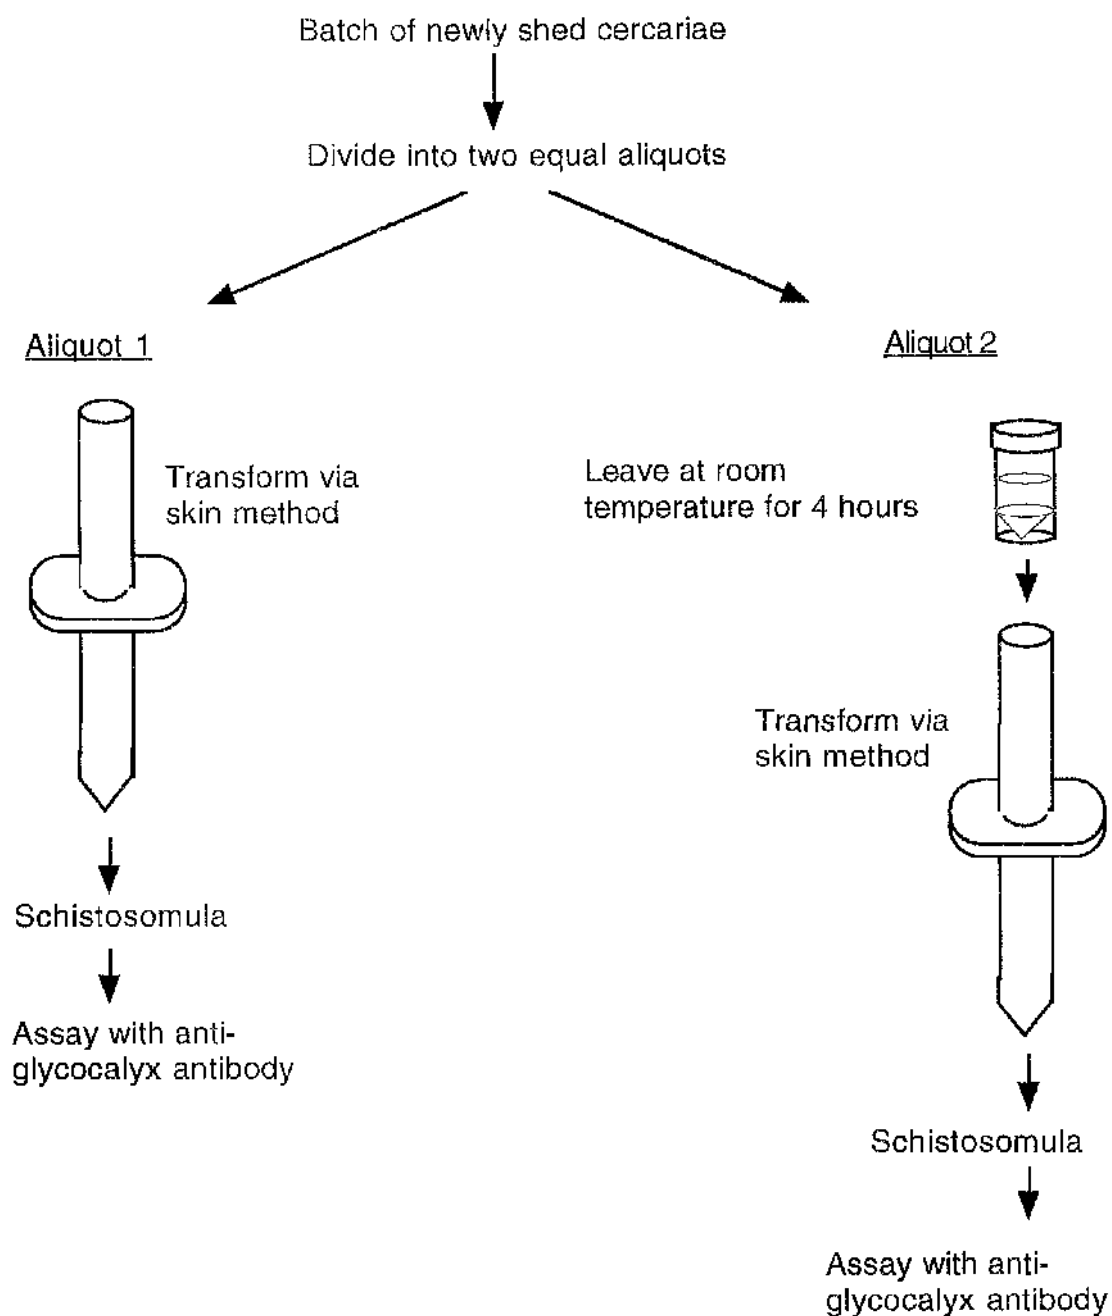 Batch of newly shed cercariae
Divide into two equal aliquots
Aliquot 1
Transform via
skin method
Schistosomula
Assay with anti-
glycocalyx antibody
Aliquot 2
Leave at room
temperature for 4 hours
Transform via
skin method
Schistosomula
Assay with anti-
glycocalyx antibody